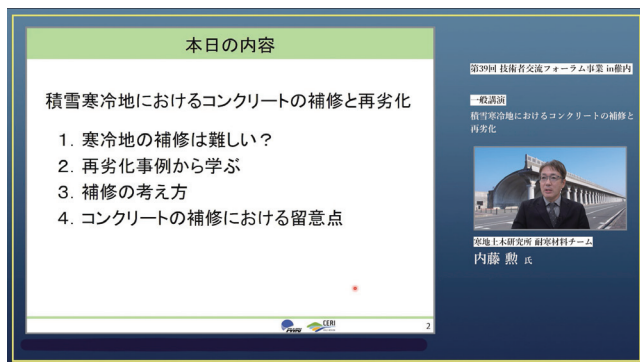 本日の内容
積雪寒冷地におけるコンクリートの補修と再劣化
1. 寒冷地の補修は難しい？
2. 再劣化事例から学ぶ
3. 補修の考え方
4. コンクリートの補修における留意点
CERI
2
第39回 技術者交流フォーラム事業 in稚内
一般講演
積雪寒冷地におけるコンクリートの補修と
再劣化
寒地土木研究所 耐寒材料チーム
内藤 勲 氏